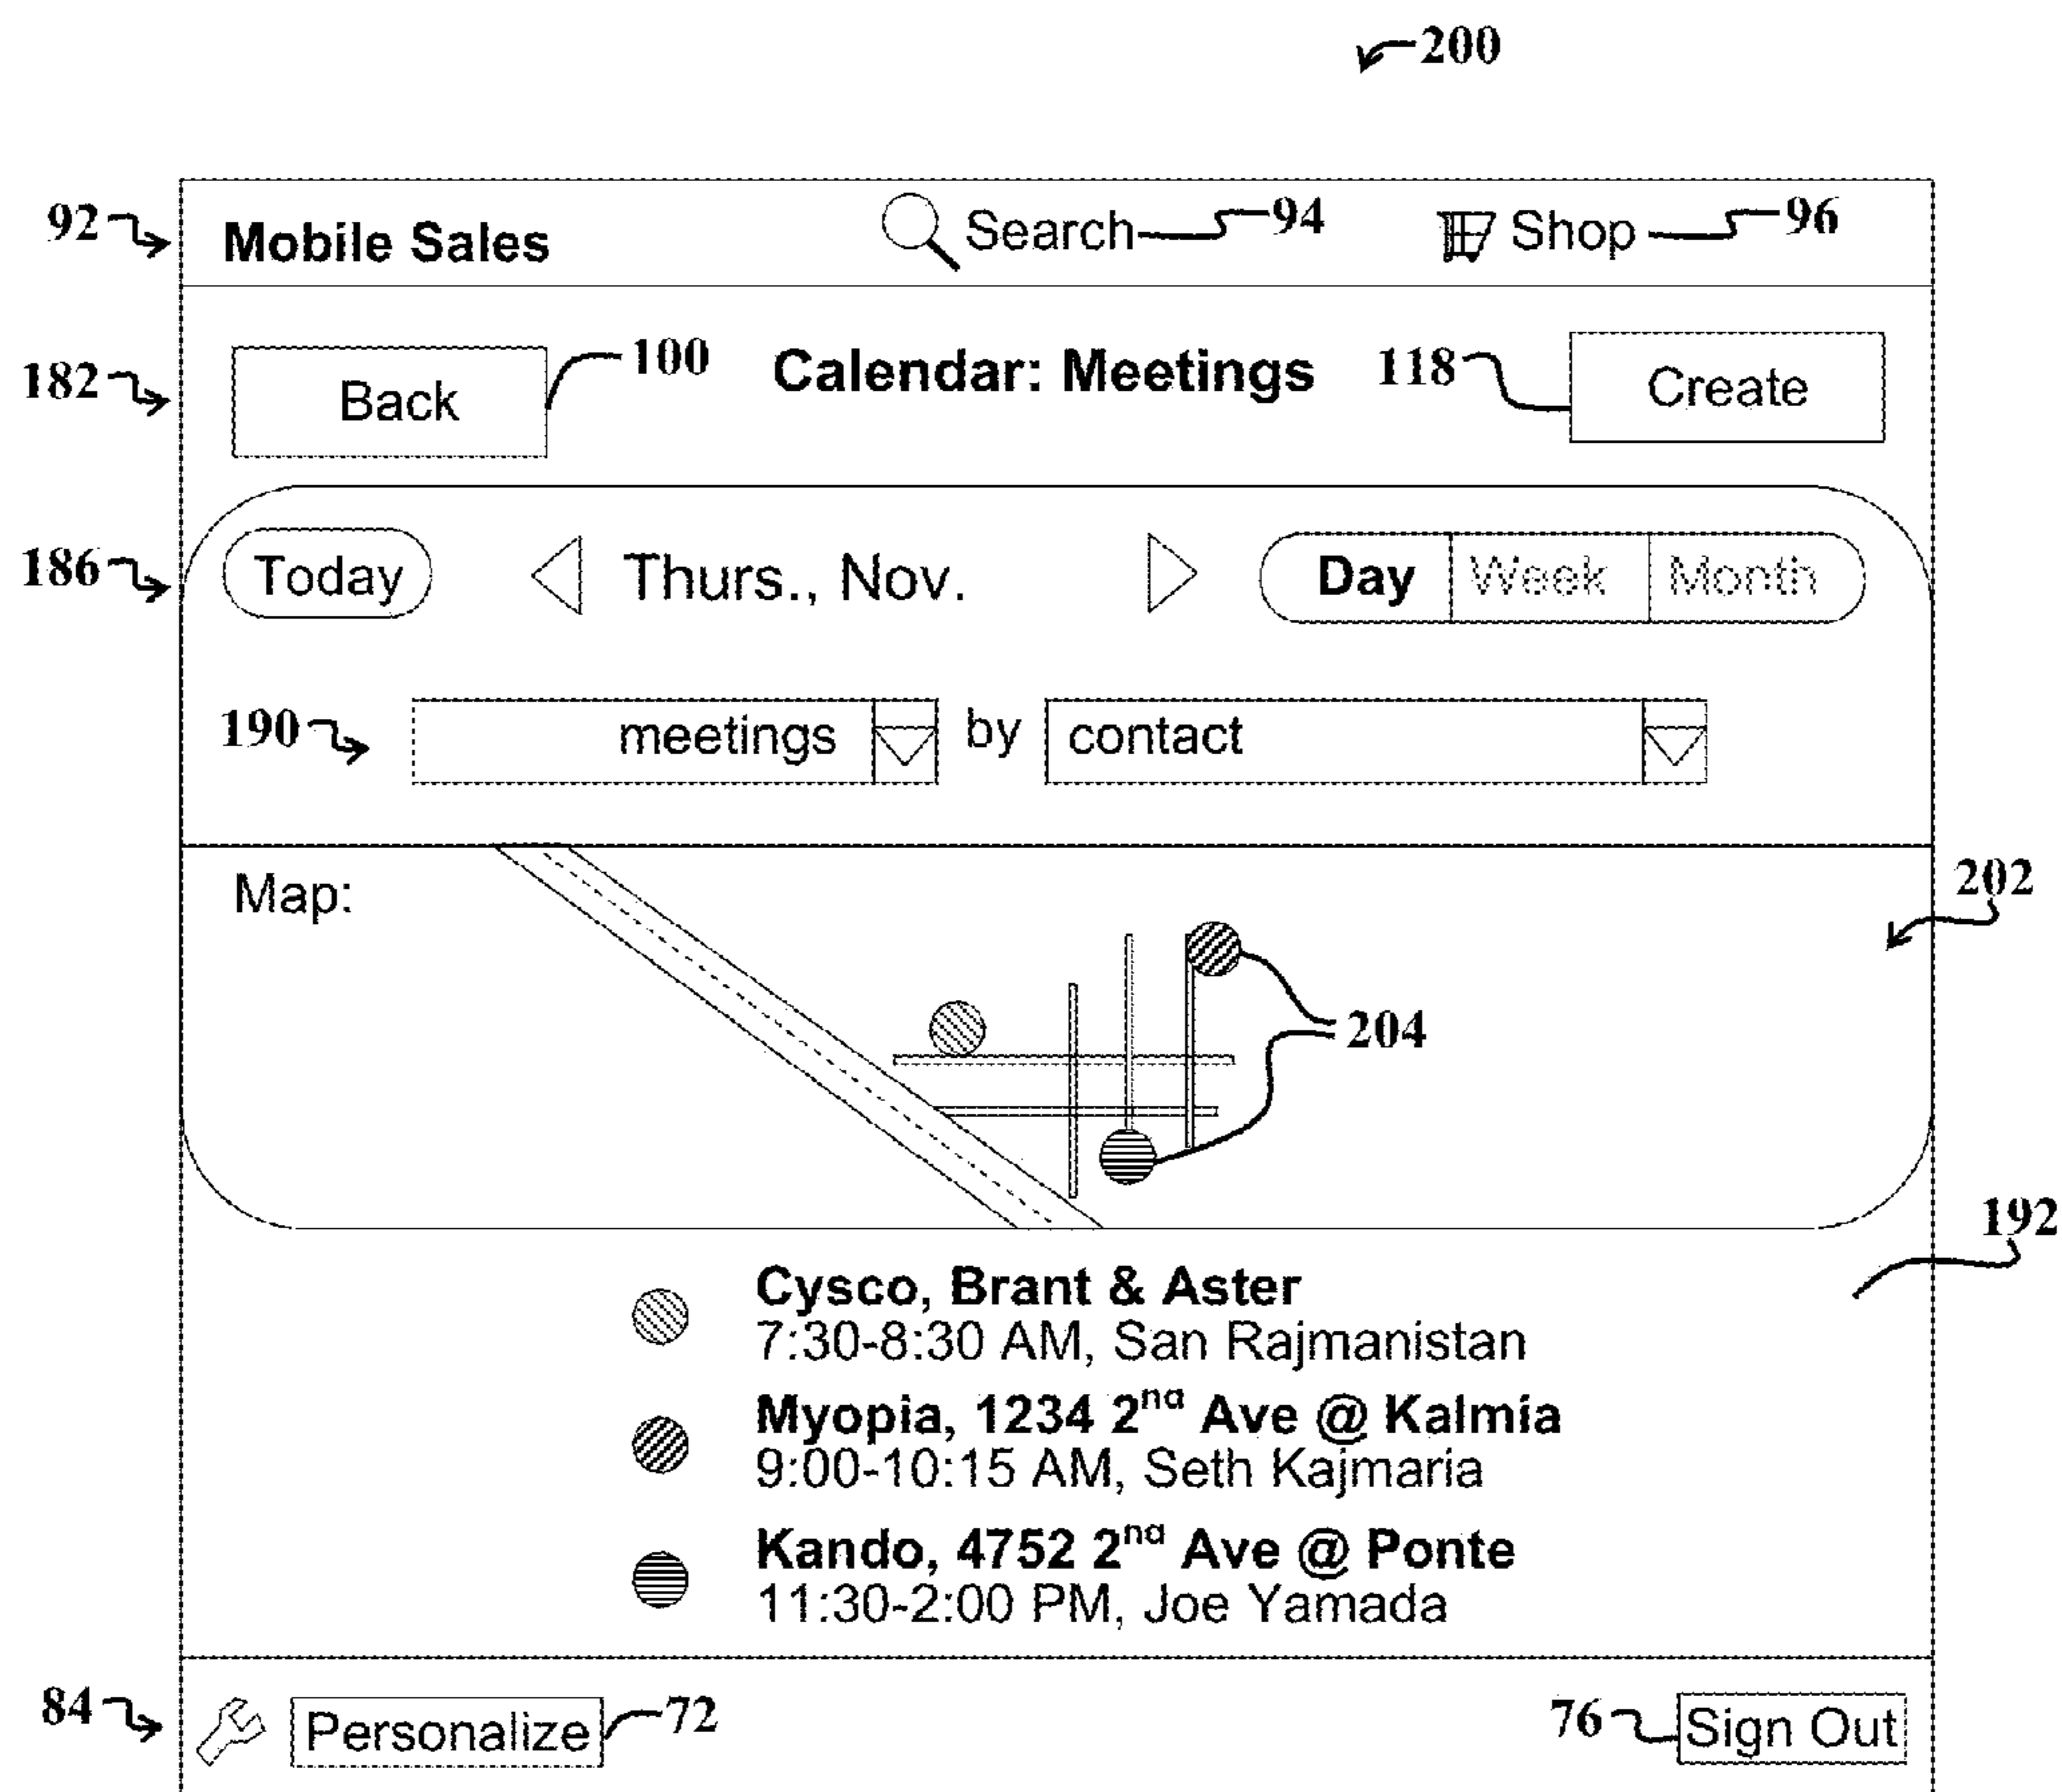 200
92 Mobile Sales Search 94 Shop 96
182 Back 100 Calendar: Meetings 118 Create
186 Today Thurs., Nov. Day Week Month
190 meetings by contact
Map:
202
204
192
Cysco, Brant & Aster
7:30-8:30 AM, San Rajmanistan
Myopia, 1234 2nd Ave @ Kalmia
9:00-10:15 AM, Seth Kajmaria
Kando, 4752 2nd Ave @ Ponte
11:30-2:00 PM, Joe Yamada
84 Personalize 72 76 Sign Out